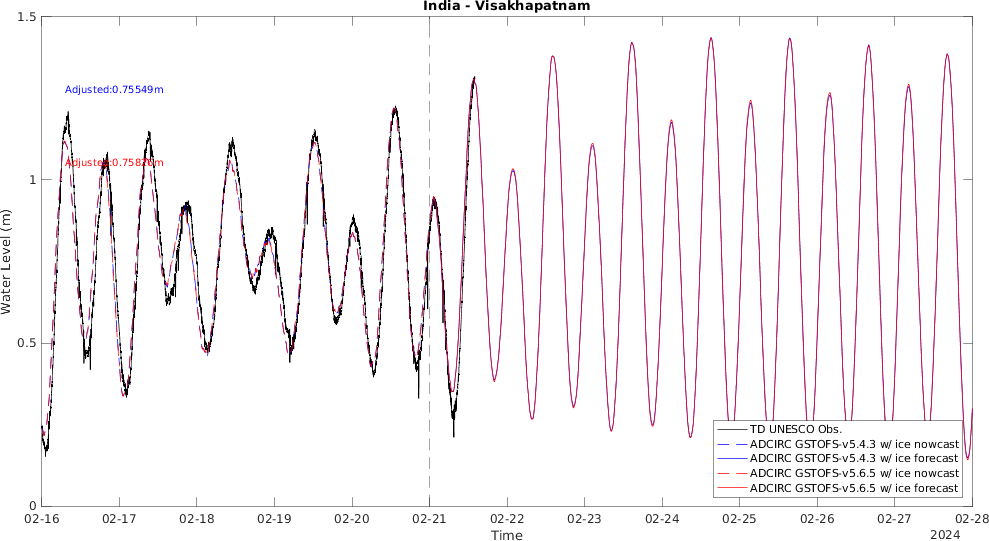 India - Visakhapatnam
Water Level (m)
1.5
1
0.5
0
Adjusted:0.75549m
Adjusted:0.75826m
TD UNESCO Obs.
ADCIRC GSTOFS-v5.4.3 w/ ice nowcast
ADCIRC GSTOFS-v5.4.3 w/ ice forecast
ADCIRC GSTOFS-v5.6.5 w/ ice nowcast
ADCIRC GSTOFS-v5.6.5 w/ ice forecast
02-16 02-17 02-18 02-19 02-20 02-21 02-22 02-23 02-24 02-25 02-26 02-27 02-28
Time
2024